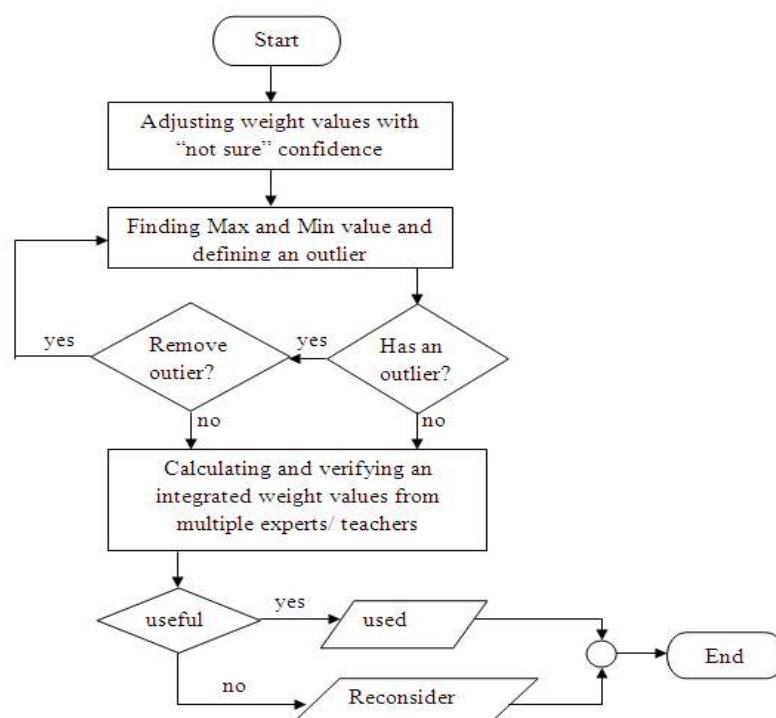 Start
Adjusting weight values with
“not sure” confidence
Finding Max and Min value and
defining an outlier
yes
Remove
outier?
yes
Has an
outlier?
no
no
Calculating and verifying an
integrated weight values from
multiple experts/ teachers
useful
yes
used
no
Reconsider
End